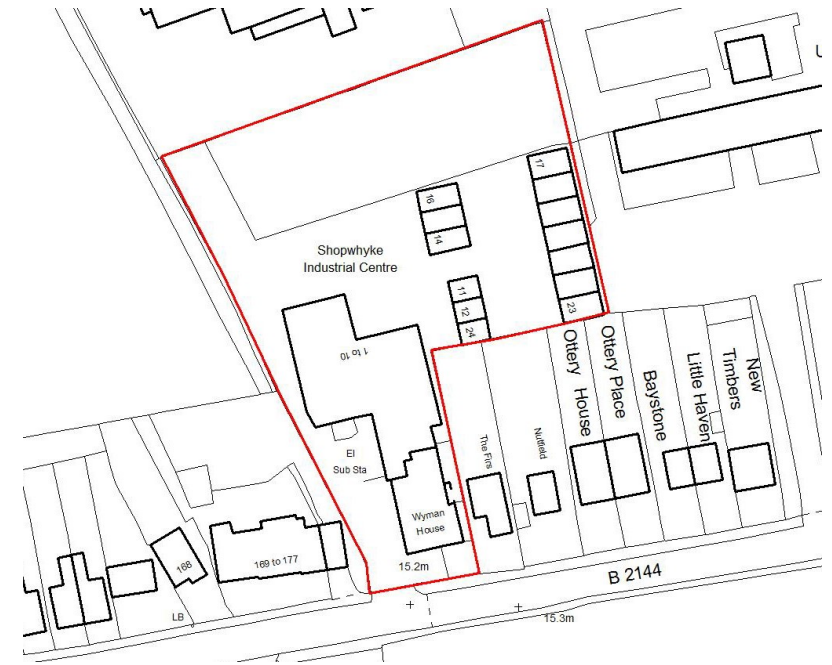 U
17
16
14
Shopwhyke
Industrial Centre
11
12
24
23
1 to 10
Ottery House
Ottery Place
Baystone
Little Haven
New
Timbers
The Firs
Nutfield
El
Sub Sta
Wyman
House
168
169 to 177
15.2m
B 2144
15.3m
LB